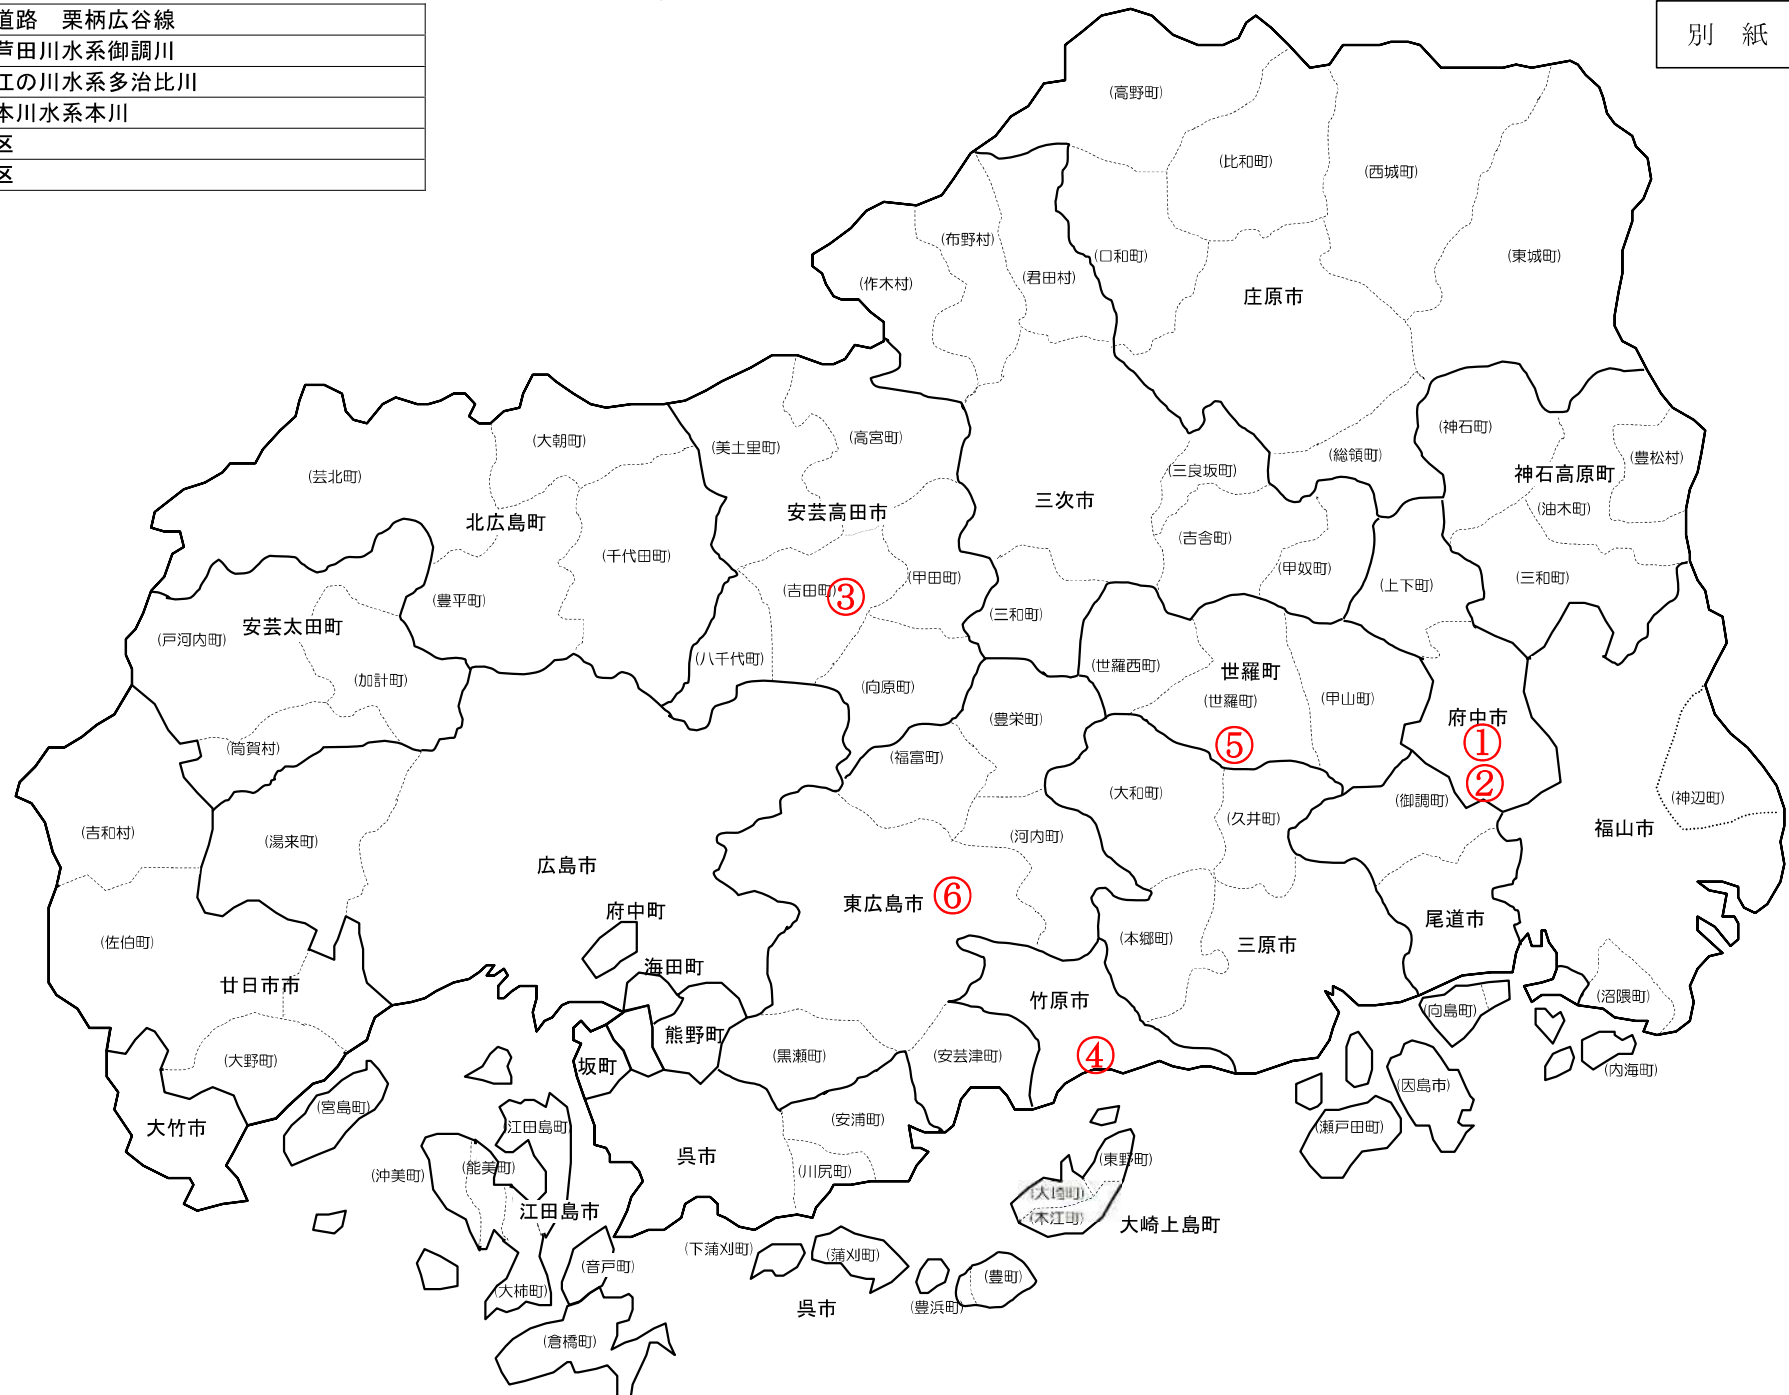 道路　栗柄広谷線
芦田川水系御調川
江の川水系多治比川
本川水系本川
区
区
別　紙
(高野町)
(比和町)
(西城町)
(布野村)
(口和町)
(東城町)
(君田村)
(作木村)
庄原市
(大朝町)
(美土里町)
(高宮町)
(神石町)
(総領町)
(豊松村)
(三良坂町)
神石高原町
(芸北町)
三次市
(油木町)
安芸高田市
北広島町
(吉舎町)
(千代田町)
(甲奴町)
(甲田町)
(三和町)
(上下町)
(吉田町)
③
(豊平町)
(三和町)
安芸太田町
(戸河内町)
(八千代町)
(世羅西町)
世羅町
(加計町)
(向原町)
(世羅町)
(甲山町)
(豊栄町)
府中市
①
⑤
(筒賀村)
(福富町)
②
(大和町)
(御調町)
(神辺町)
(久井町)
福山市
(吉和村)
(湯来町)
(河内町)
広島市
⑥
東広島市
府中町
尾道市
(佐伯町)
(本郷町)
三原市
海田町
廿日市市
竹原市
(沼隈町)
(向島町)
熊野町
(大野町)
(黒瀬町)
(安芸津町)
④
坂町
(内海町)
(因島市)
(宮島町)
(安浦町)
大竹市
(江田島町)
(瀬戸田町)
呉市
(東野町)
(沖美町)
(能美町)
(川尻町)
(大崎町)
(木江町)
江田島市
大崎上島町
(下蒲刈町)
(蒲刈町)
(音戸町)
(豊町)
(大柿町)
呉市
(豊浜町)
(倉橋町)